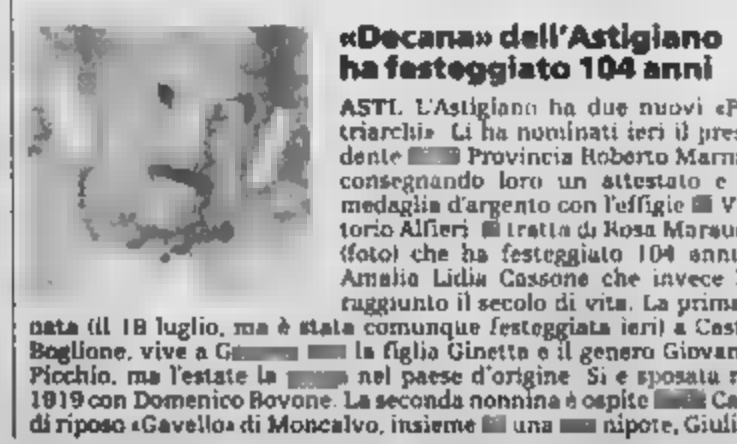 «Decana» dell'Astigiano
ha festeggiato 104 anni
ASTI. L'Astigiano ha due nuovi «P
triarchi». Li ha nominati ieri il pres
dente Provincia Roberto Marm
consegnando loro un attestato e
medaglia d'argento con l'effigie V
torio Alfieri. tratta di Rosa
(foto) che ha festeggiato 104 anni
Amalia Lidia Cassone che invece
raggiunto il secolo di vita. La prima
nata (il 18 luglio, ma è stata comunque festeggiata ieri) a Cast
Boglione, vive a la figlia Ginetta e il genero Giovan
Picchio, ma l'estate la nel paese d'origine. Si è sposata n
1919 con Domenico Bovone. La seconda nonnina è ospite Ca
di riposo «Gavello» di Moncalvo, insieme una nipote, Giuli